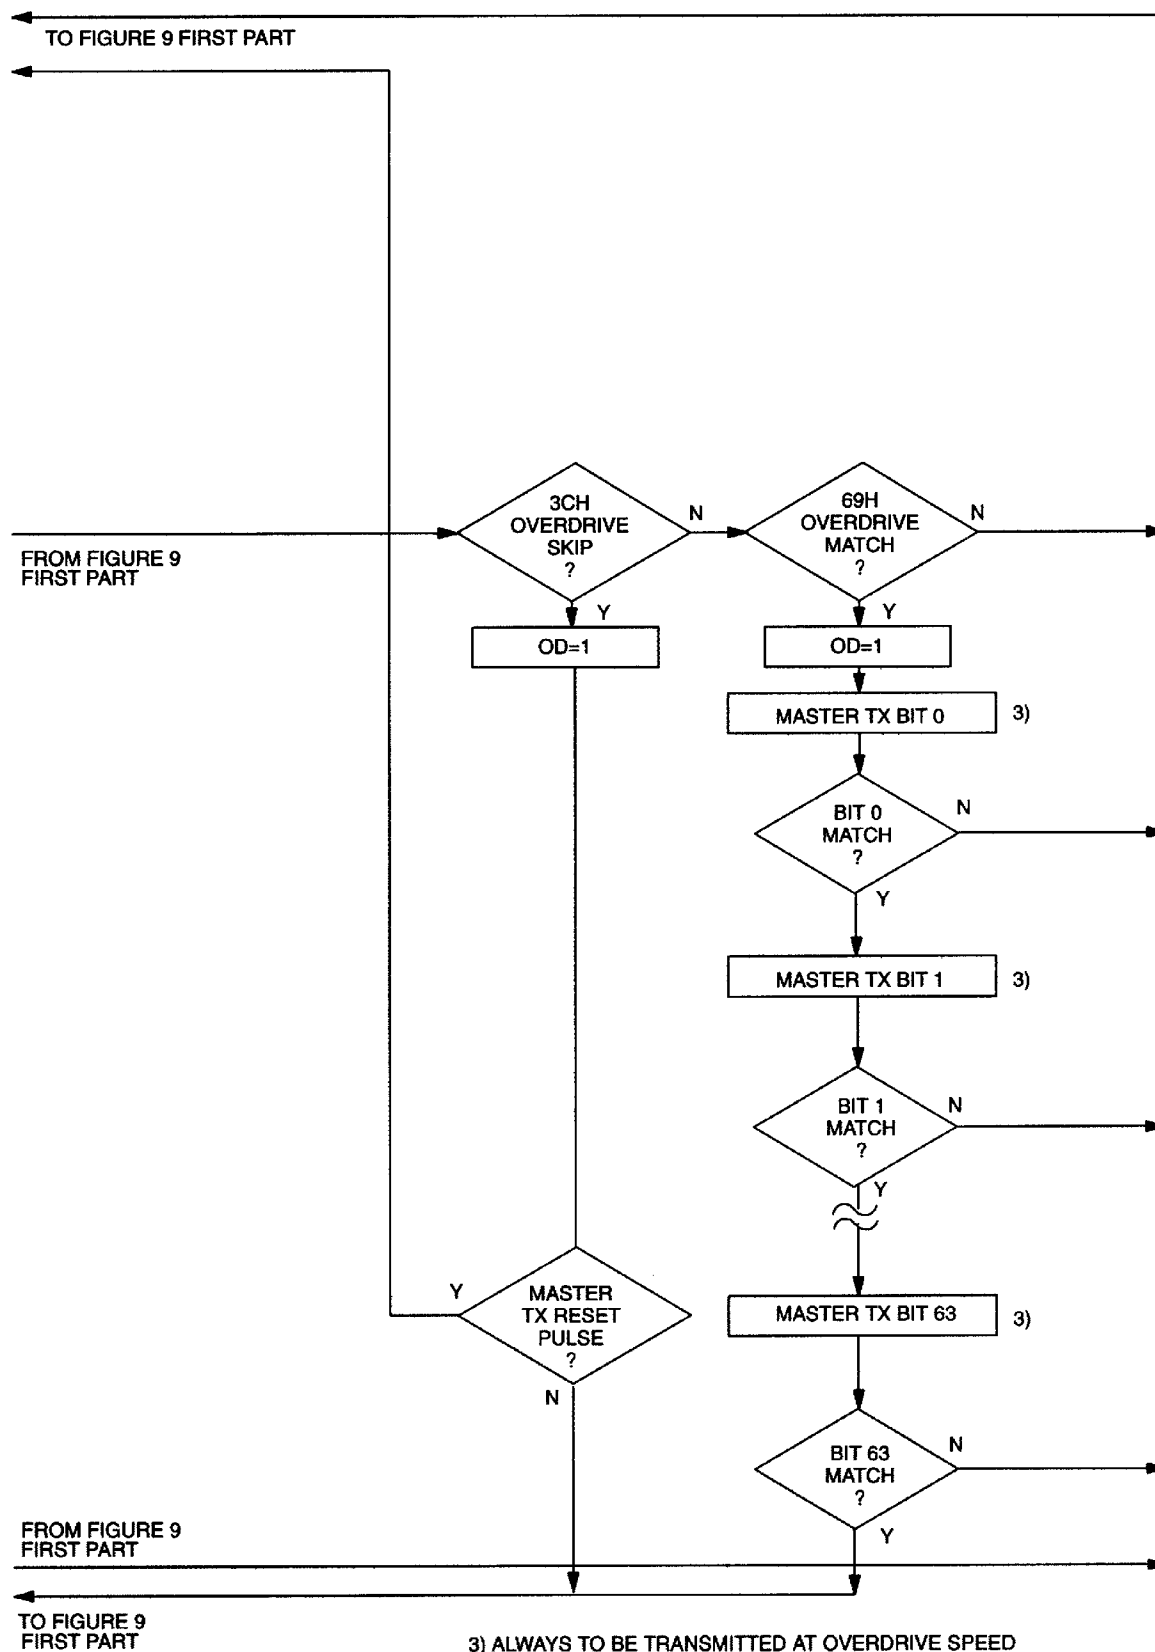 TO FIGURE 9 FIRST PART
3CH
OVERDRIVE
SKIP
?
N
69H
OVERDRIVE
MATCH
?
N
FROM FIGURE 9
FIRST PART
Y
Y
OD=1
OD=1
MASTER TX BIT 0
3)
BIT 0
MATCH
?
N
Y
MASTER TX BIT 1
3)
BIT 1
MATCH
?
N
Y
Y
MASTER
TX RESET
PULSE
?
N
MASTER TX BIT 63
3)
BIT 63
MATCH
?
N
Y
FROM FIGURE 9
FIRST PART
TO FIGURE 9
FIRST PART
3) ALWAYS TO BE TRANSMITTED AT OVERDRIVE SPEED